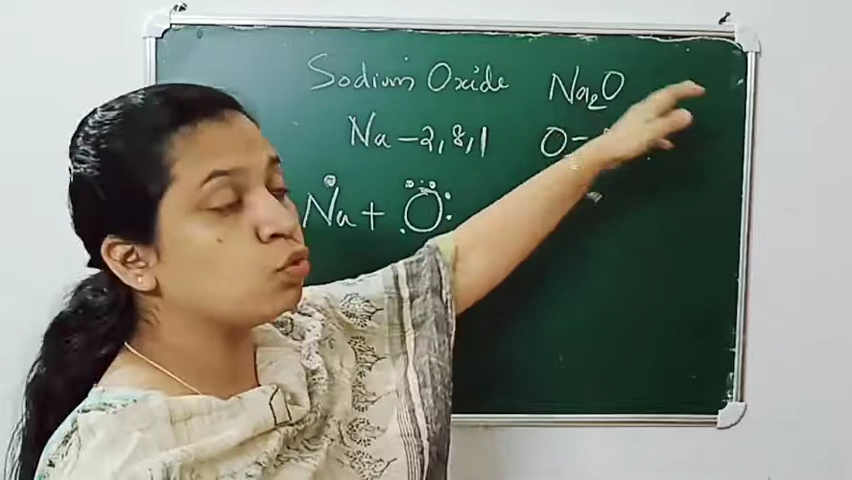 Sodium Oxide Na₂O
Na – 2,8,1 O –
Na + O